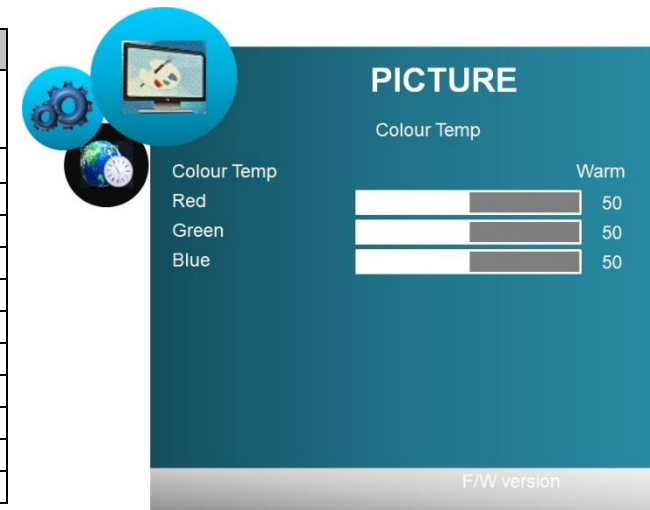 PICTURE
Colour Temp
Colour Temp Warm
Red 50
Green 50
Blue 50
F/W version